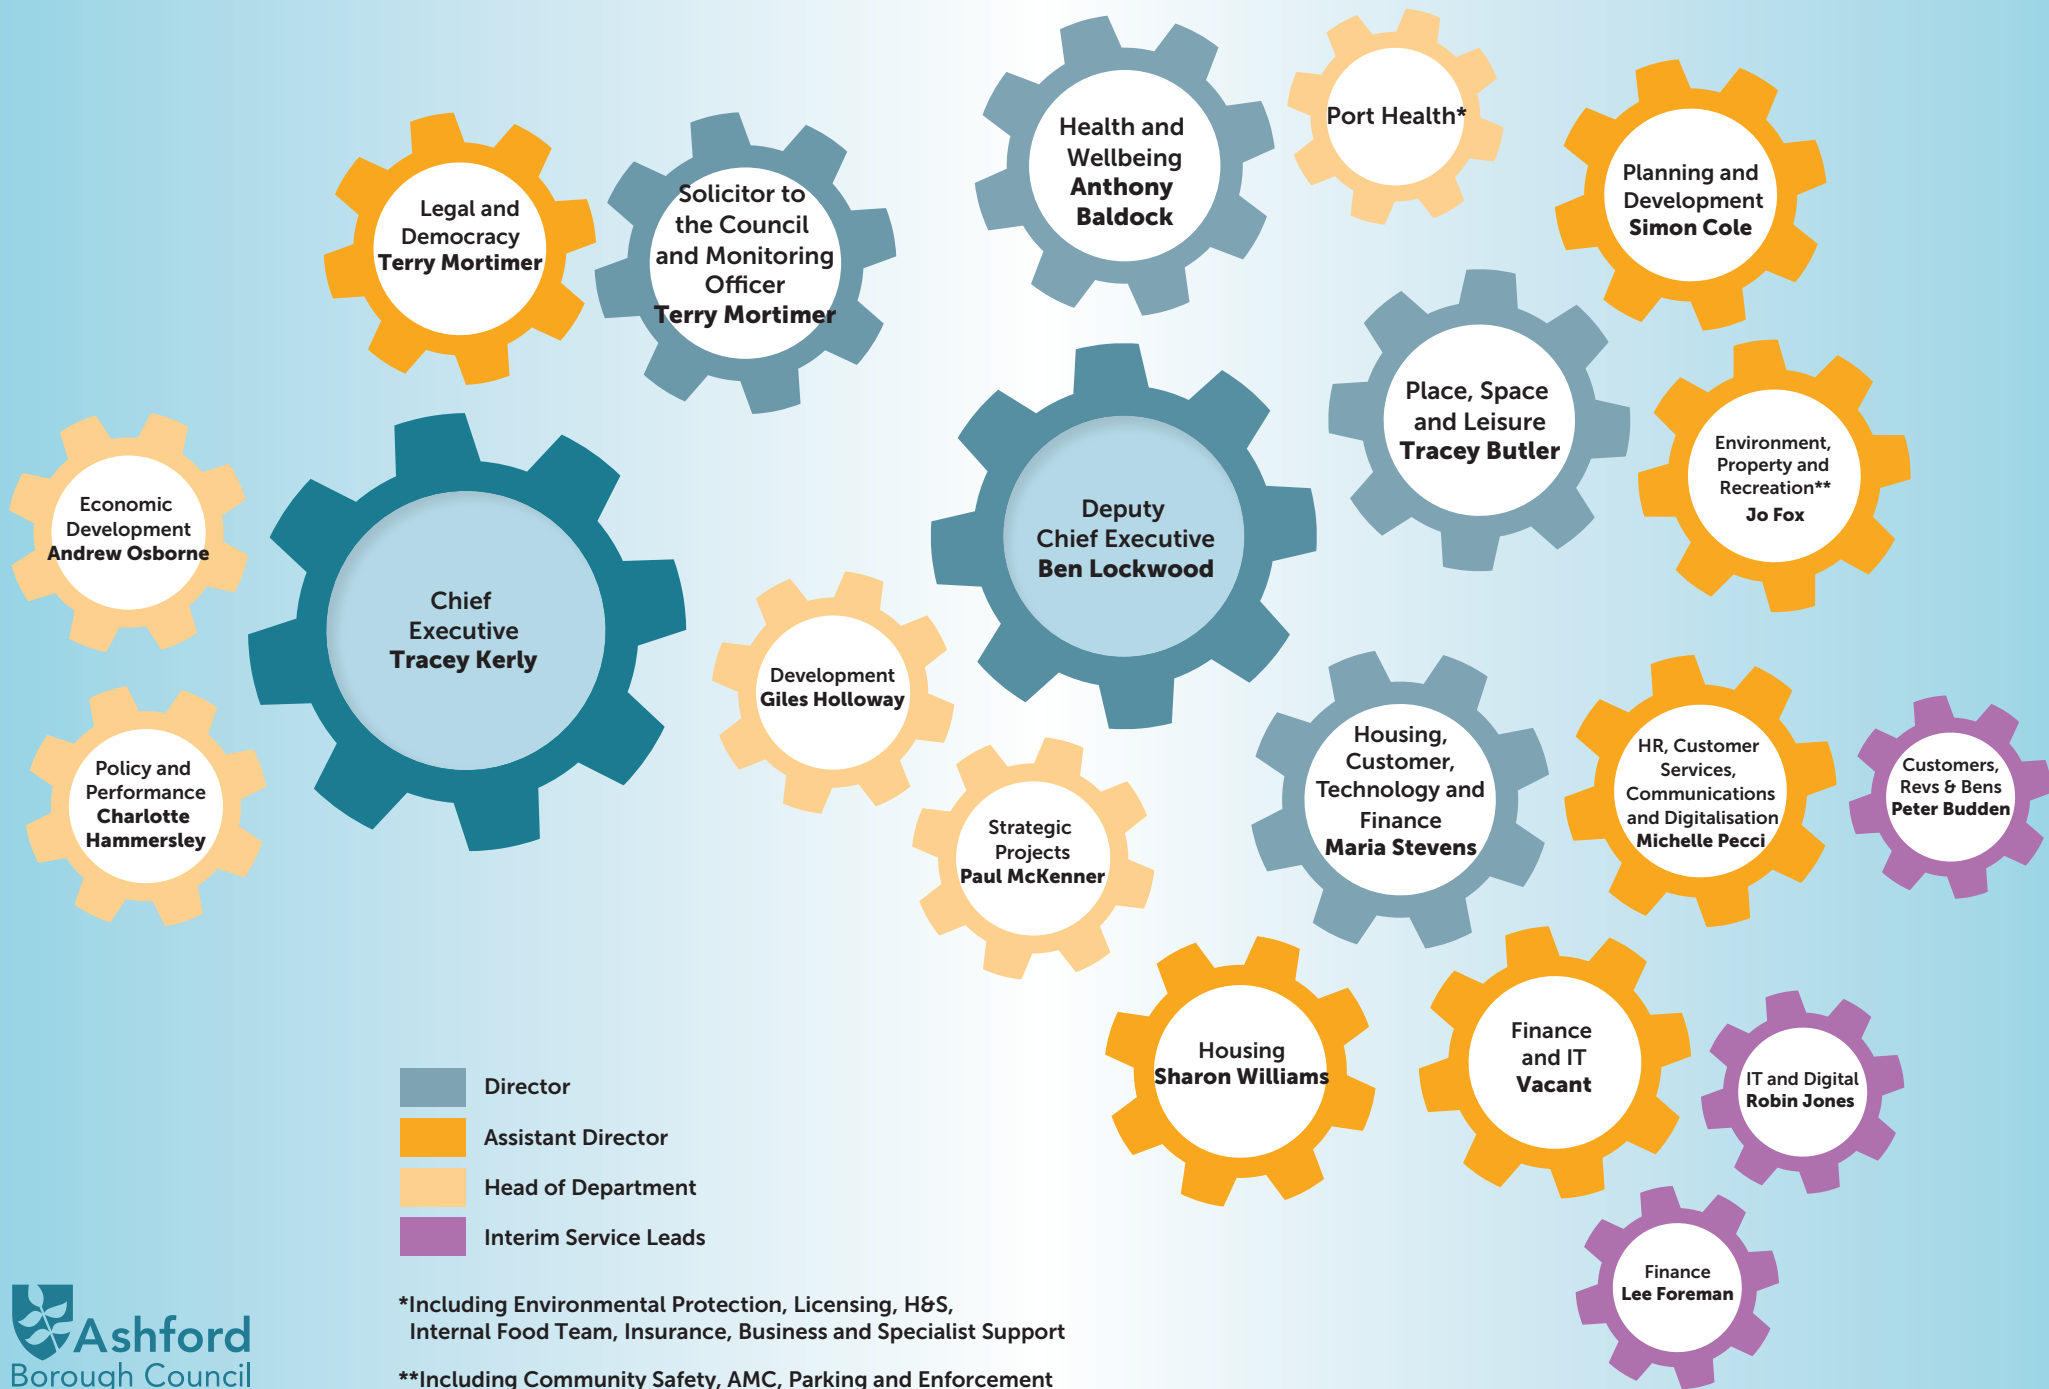 Legal and
Democracy
Terry Mortimer
Solicitor to
the Council
and Monitoring
Officer
Terry Mortimer
Health and
Wellbeing
Anthony
Baldock
Port Health*
Planning and
Development
Simon Cole
Place, Space
and Leisure
Tracey Butler
Environment,
Property and
Recreation**
Jo Fox
Economic
Development
Andrew Osborne
Chief
Executive
Tracey Kerly
Deputy
Chief Executive
Ben Lockwood
Development
Giles Holloway
Policy and
Performance
Charlotte
Hammersley
Strategic
Projects
Paul McKenner
Housing,
Customer,
Technology and
Finance
Maria Stevens
HR, Customer
Services,
Communications
and Digitalisation
Michelle Pecci
Customers,
Revs & Bens
Peter Budden
Housing
Sharon Williams
Finance
and IT
Vacant
IT and Digital
Robin Jones
Finance
Lee Foreman
Director
Assistant Director
Head of Department
Interim Service Leads
*Including Environmental Protection, Licensing, H&S,
Internal Food Team, Insurance, Business and Specialist Support
**Including Community Safety, AMC, Parking and Enforcement
Ashford
Borough Council